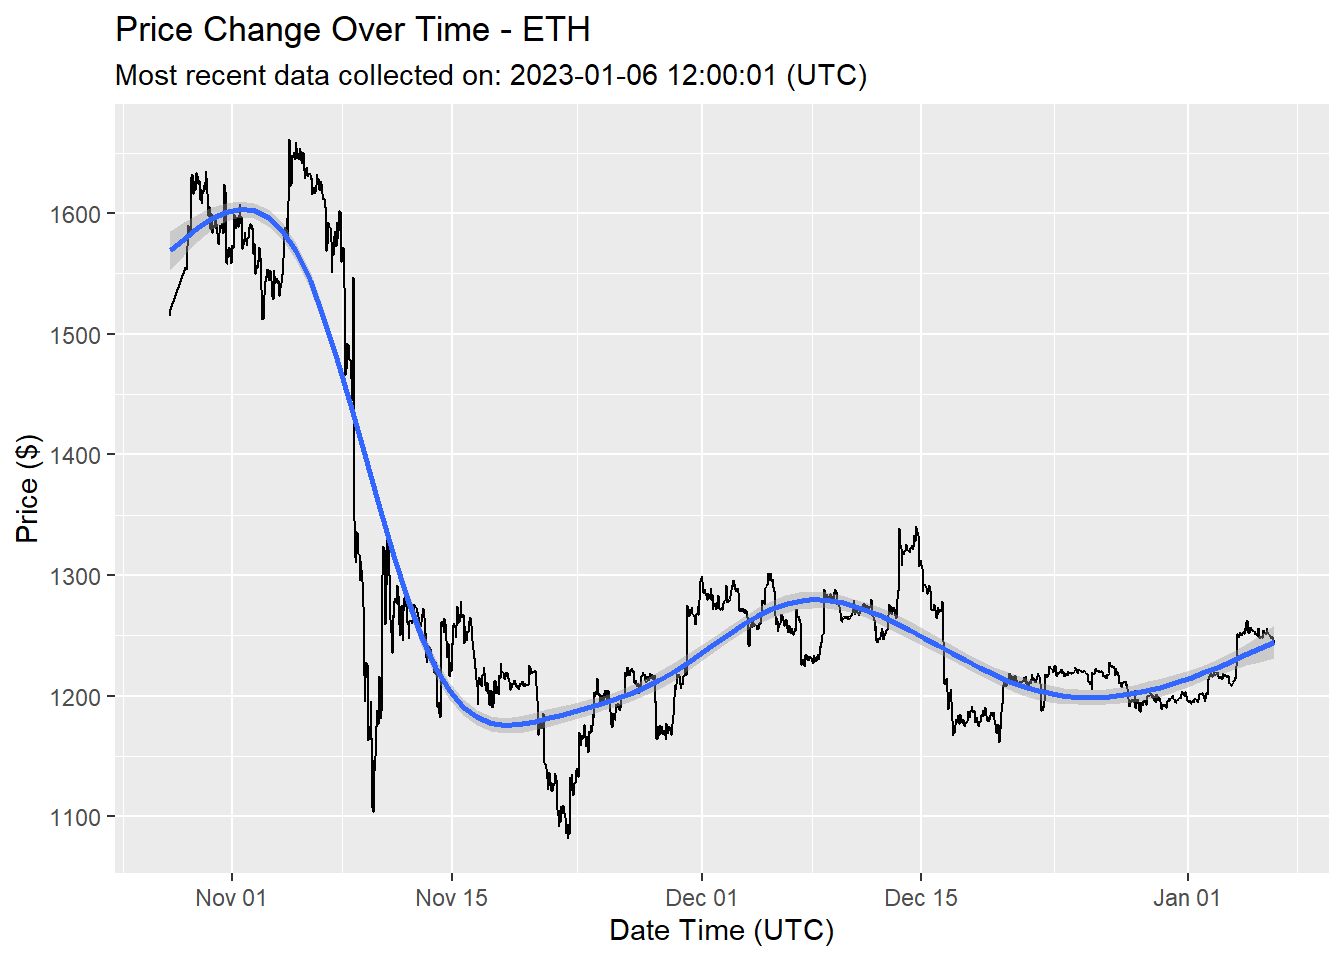 Price Change Over Time - ETH
Most recent data collected on: 2023-01-06 12:00:01 (UTC)
Price ($)
1600
1500
1400
1300
1200
1100
Nov 01
Nov 15
Dec 01
Dec 15
Jan 01
Date Time (UTC)